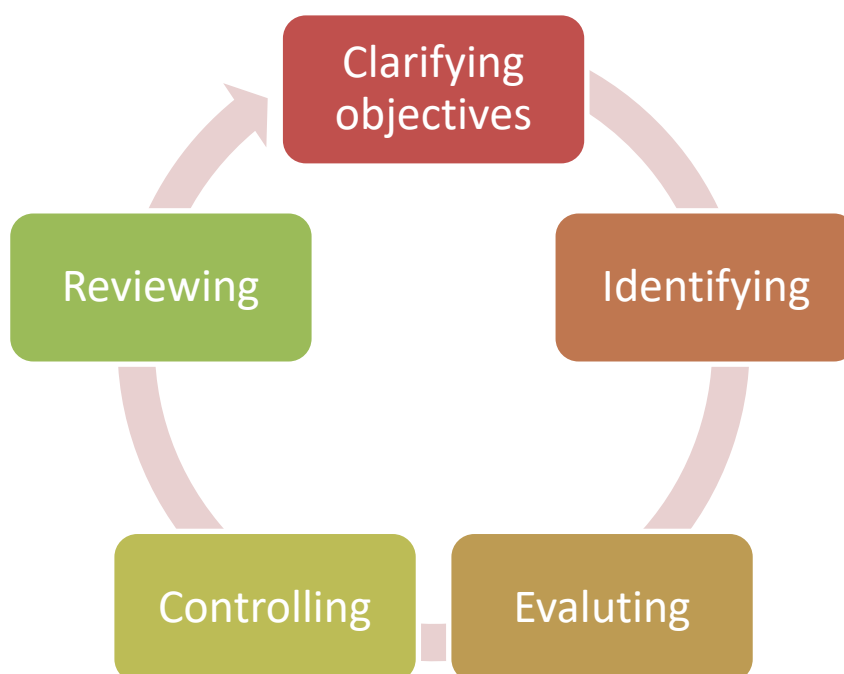 Clarifying
objectives
Identifying
Evaluting
Controlling
Reviewing